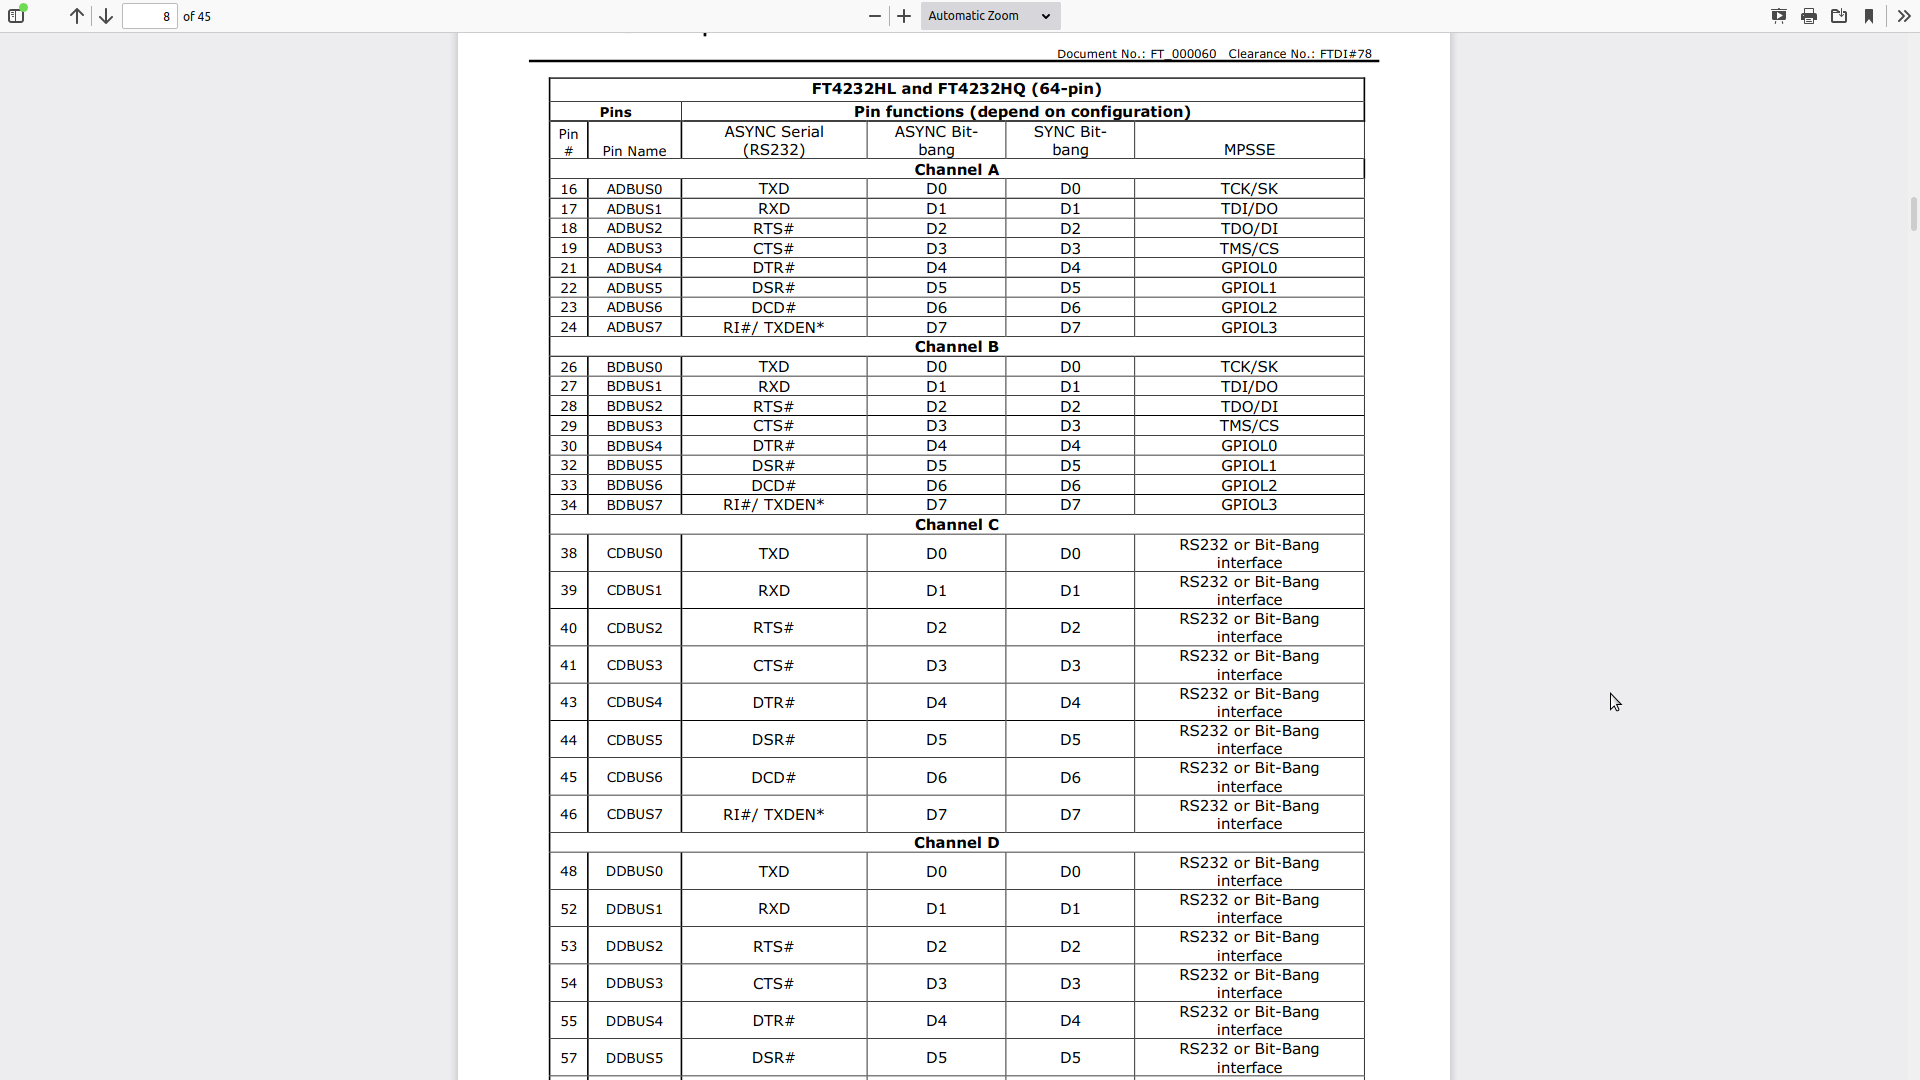 8 of 45
Automatic Zoom
Document No.: FT_000060 Clearance No.: FTDI#78
FT4232HL and FT4232HQ (64-pin)
Pins Pin functions (depend on configuration)
Pin # Pin Name ASYNC Serial (RS232) ASYNC Bit-bang SYNC Bit-bang MPSSE
Channel A
16 ADBUS0 TXD D0 D0 TCK/SK
17 ADBUS1 RXD D1 D1 TDI/DO
18 ADBUS2 RTS# D2 D2 TDO/DI
19 ADBUS3 CTS# D3 D3 TMS/CS
21 ADBUS4 DTR# D4 D4 GPIOL0
22 ADBUS5 DSR# D5 D5 GPIOL1
23 ADBUS6 DCD# D6 D6 GPIOL2
24 ADBUS7 RI#/ TXDEN* D7 D7 GPIOL3
Channel B
26 BDBUS0 TXD D0 D0 TCK/SK
27 BDBUS1 RXD D1 D1 TDI/DO
28 BDBUS2 RTS# D2 D2 TDO/DI
29 BDBUS3 CTS# D3 D3 TMS/CS
30 BDBUS4 DTR# D4 D4 GPIOL0
32 BDBUS5 DSR# D5 D5 GPIOL1
33 BDBUS6 DCD# D6 D6 GPIOL2
34 BDBUS7 RI#/ TXDEN* D7 D7 GPIOL3
Channel C
38 CDBUS0 TXD D0 D0 RS232 or Bit-Bang interface
39 CDBUS1 RXD D1 D1 RS232 or Bit-Bang interface
40 CDBUS2 RTS# D2 D2 RS232 or Bit-Bang interface
41 CDBUS3 CTS# D3 D3 RS232 or Bit-Bang interface
43 CDBUS4 DTR# D4 D4 RS232 or Bit-Bang interface
44 CDBUS5 DSR# D5 D5 RS232 or Bit-Bang interface
45 CDBUS6 DCD# D6 D6 RS232 or Bit-Bang interface
46 CDBUS7 RI#/ TXDEN* D7 D7 RS232 or Bit-Bang interface
Channel D
48 DDBUS0 TXD D0 D0 RS232 or Bit-Bang interface
52 DDBUS1 RXD D1 D1 RS232 or Bit-Bang interface
53 DDBUS2 RTS# D2 D2 RS232 or Bit-Bang interface
54 DDBUS3 CTS# D3 D3 RS232 or Bit-Bang interface
55 DDBUS4 DTR# D4 D4 RS232 or Bit-Bang interface
57 DDBUS5 DSR# D5 D5 RS232 or Bit-Bang interface